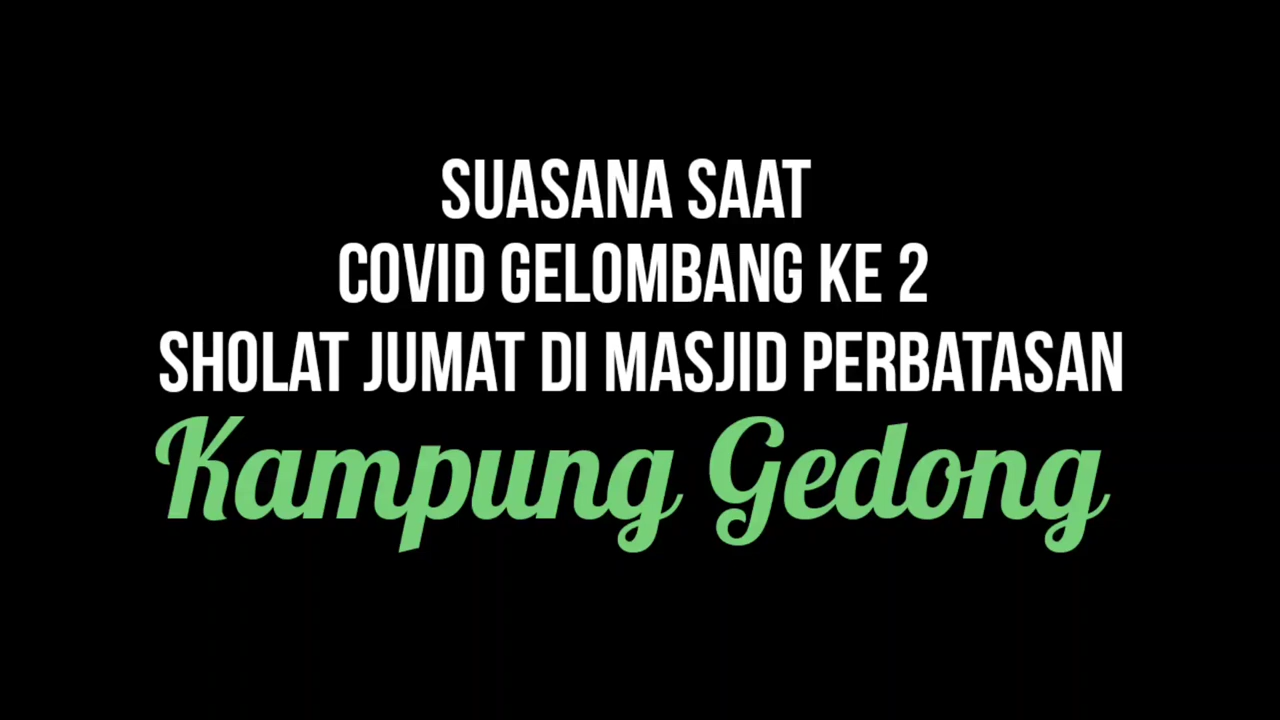 SUASANA SAAT
COVID GELOMBANG KE 2
SHOLAT JUMAT DI MASJID PERBATASAN
Kampung Gedong